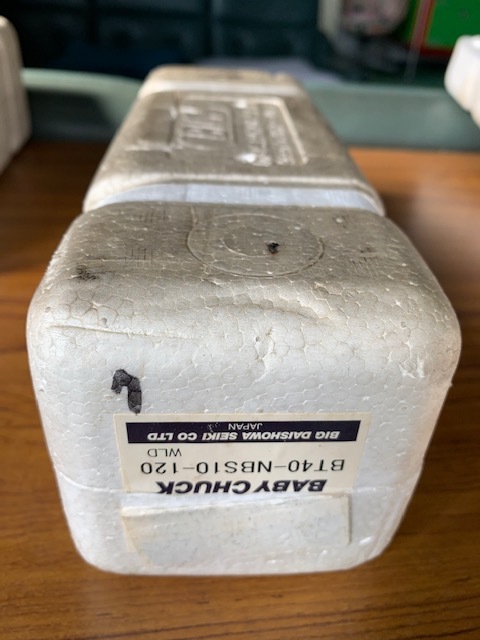 BABY CHUCK
BT40-NBS10-120
WLD
BIG DAISHOWA SEIKI CO LTD
JAPAN